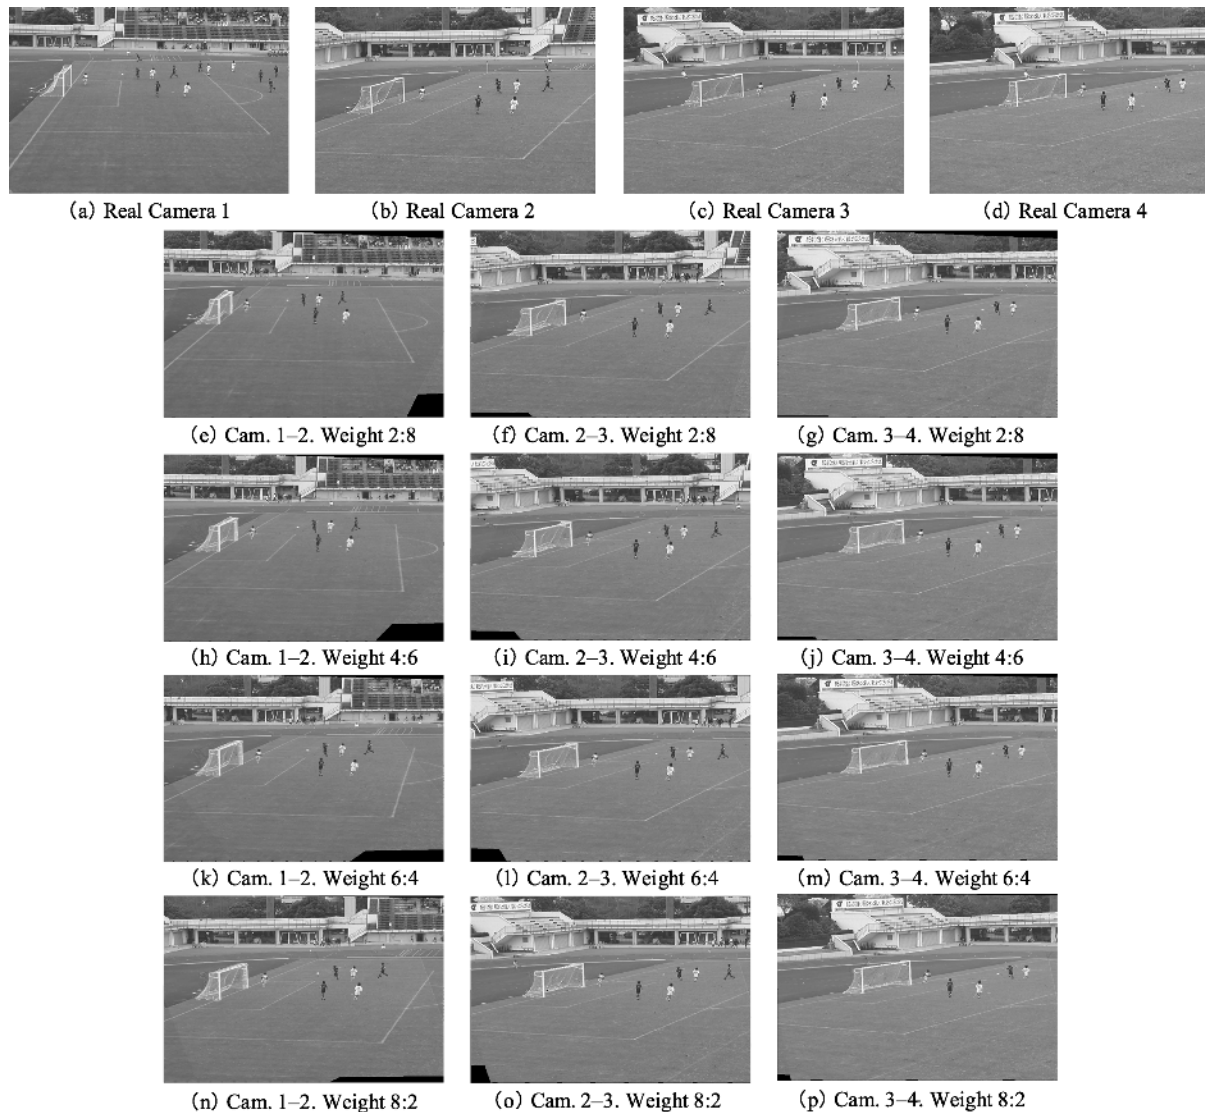 (a) Real Camera 1
(b) Real Camera 2
(c) Real Camera 3
(d) Real Camera 4
(e) Cam. 1–2. Weight 2:8
(f) Cam. 2–3. Weight 2:8
(g) Cam. 3–4. Weight 2:8
(h) Cam. 1–2. Weight 4:6
(i) Cam. 2–3. Weight 4:6
(j) Cam. 3–4. Weight 4:6
(k) Cam. 1–2. Weight 6:4
(l) Cam. 2–3. Weight 6:4
(m) Cam. 3–4. Weight 6:4
(n) Cam. 1–2. Weight 8:2
(o) Cam. 2–3. Weight 8:2
(p) Cam. 3–4. Weight 8:2